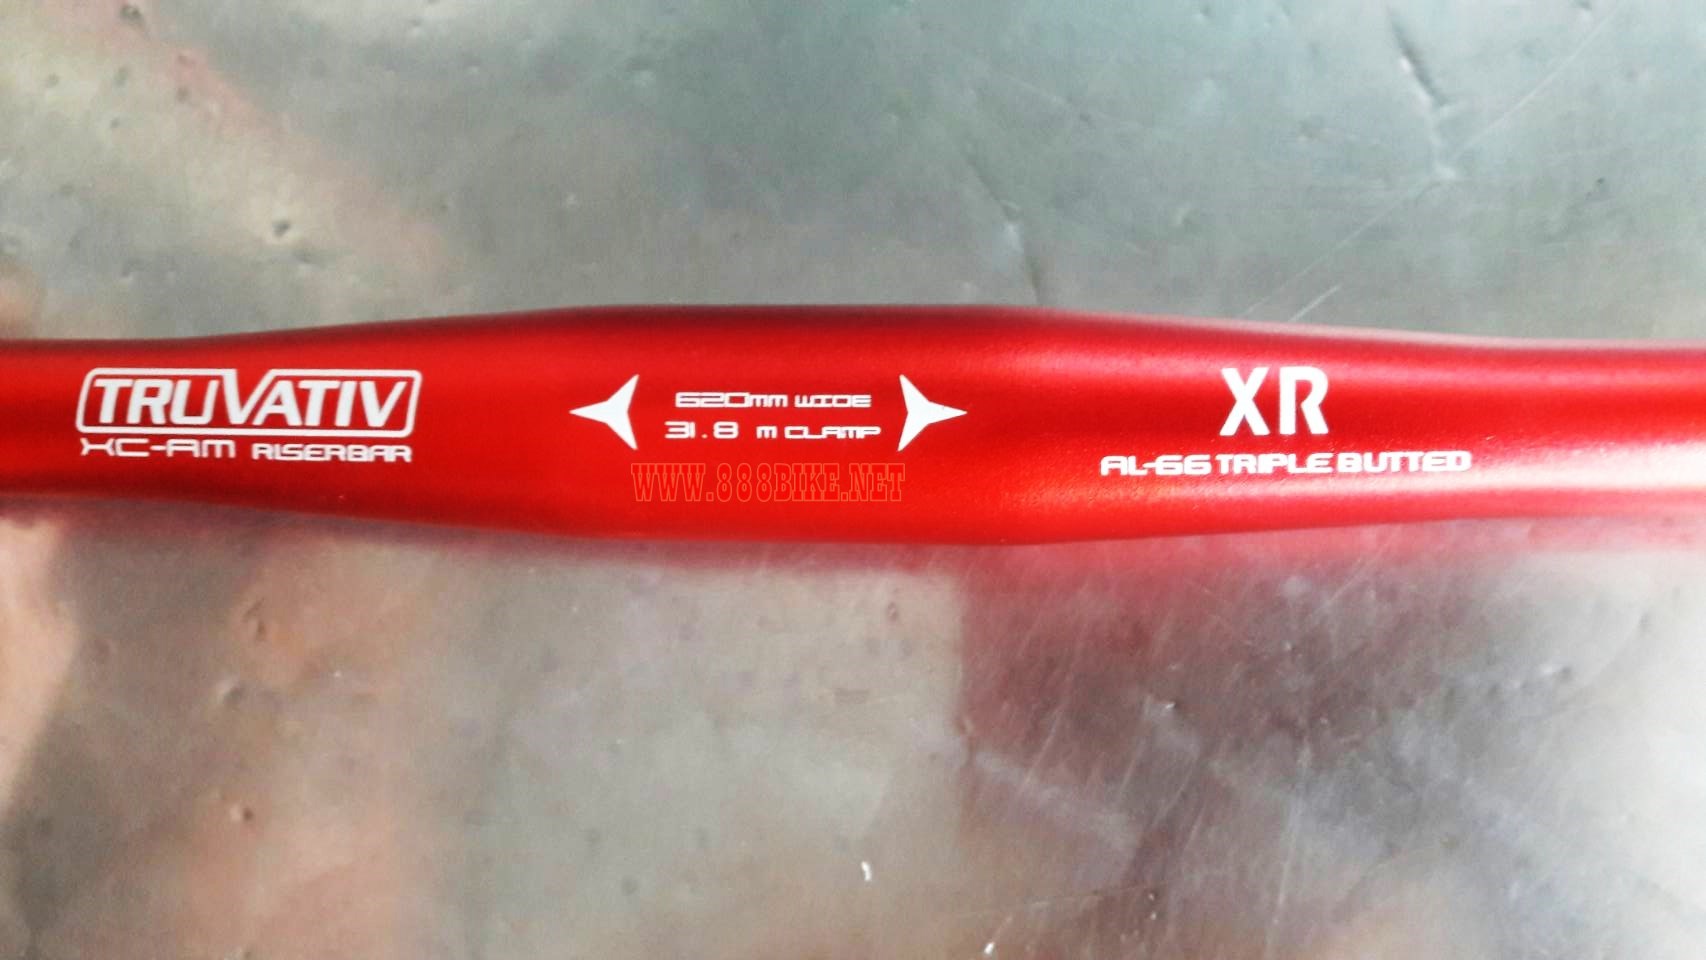 TRUVATIV
XC-AM RISERBAR
620mm WIDE
31.8 M CLAMP
WWW.888BIKE.NET
XR
AL-66 TRIPLE BUTTED